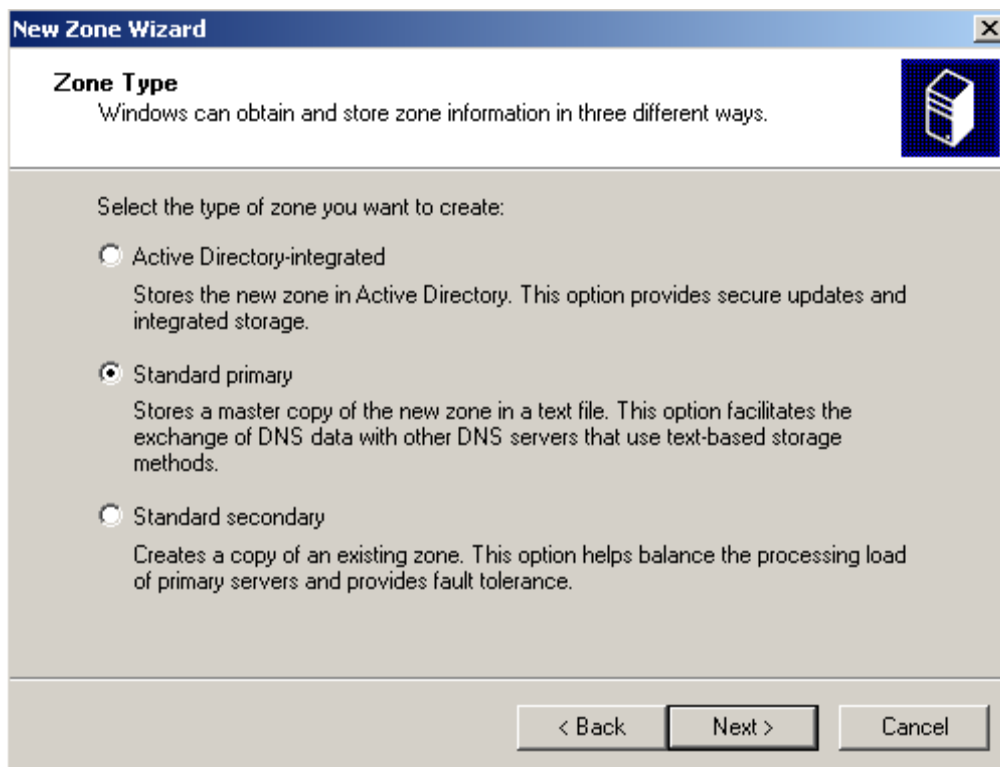 New Zone Wizard
Zone Type
Windows can obtain and store zone information in three different ways.
Select the type of zone you want to create:
Active Directory-integrated
Stores the new zone in Active Directory. This option provides secure updates and
integrated storage.
Standard primary
Stores a master copy of the new zone in a text file. This option facilitates the
exchange of DNS data with other DNS servers that use text-based storage
methods.
Standard secondary
Creates a copy of an existing zone. This option helps balance the processing load
of primary servers and provides fault tolerance.
< Back Next > Cancel